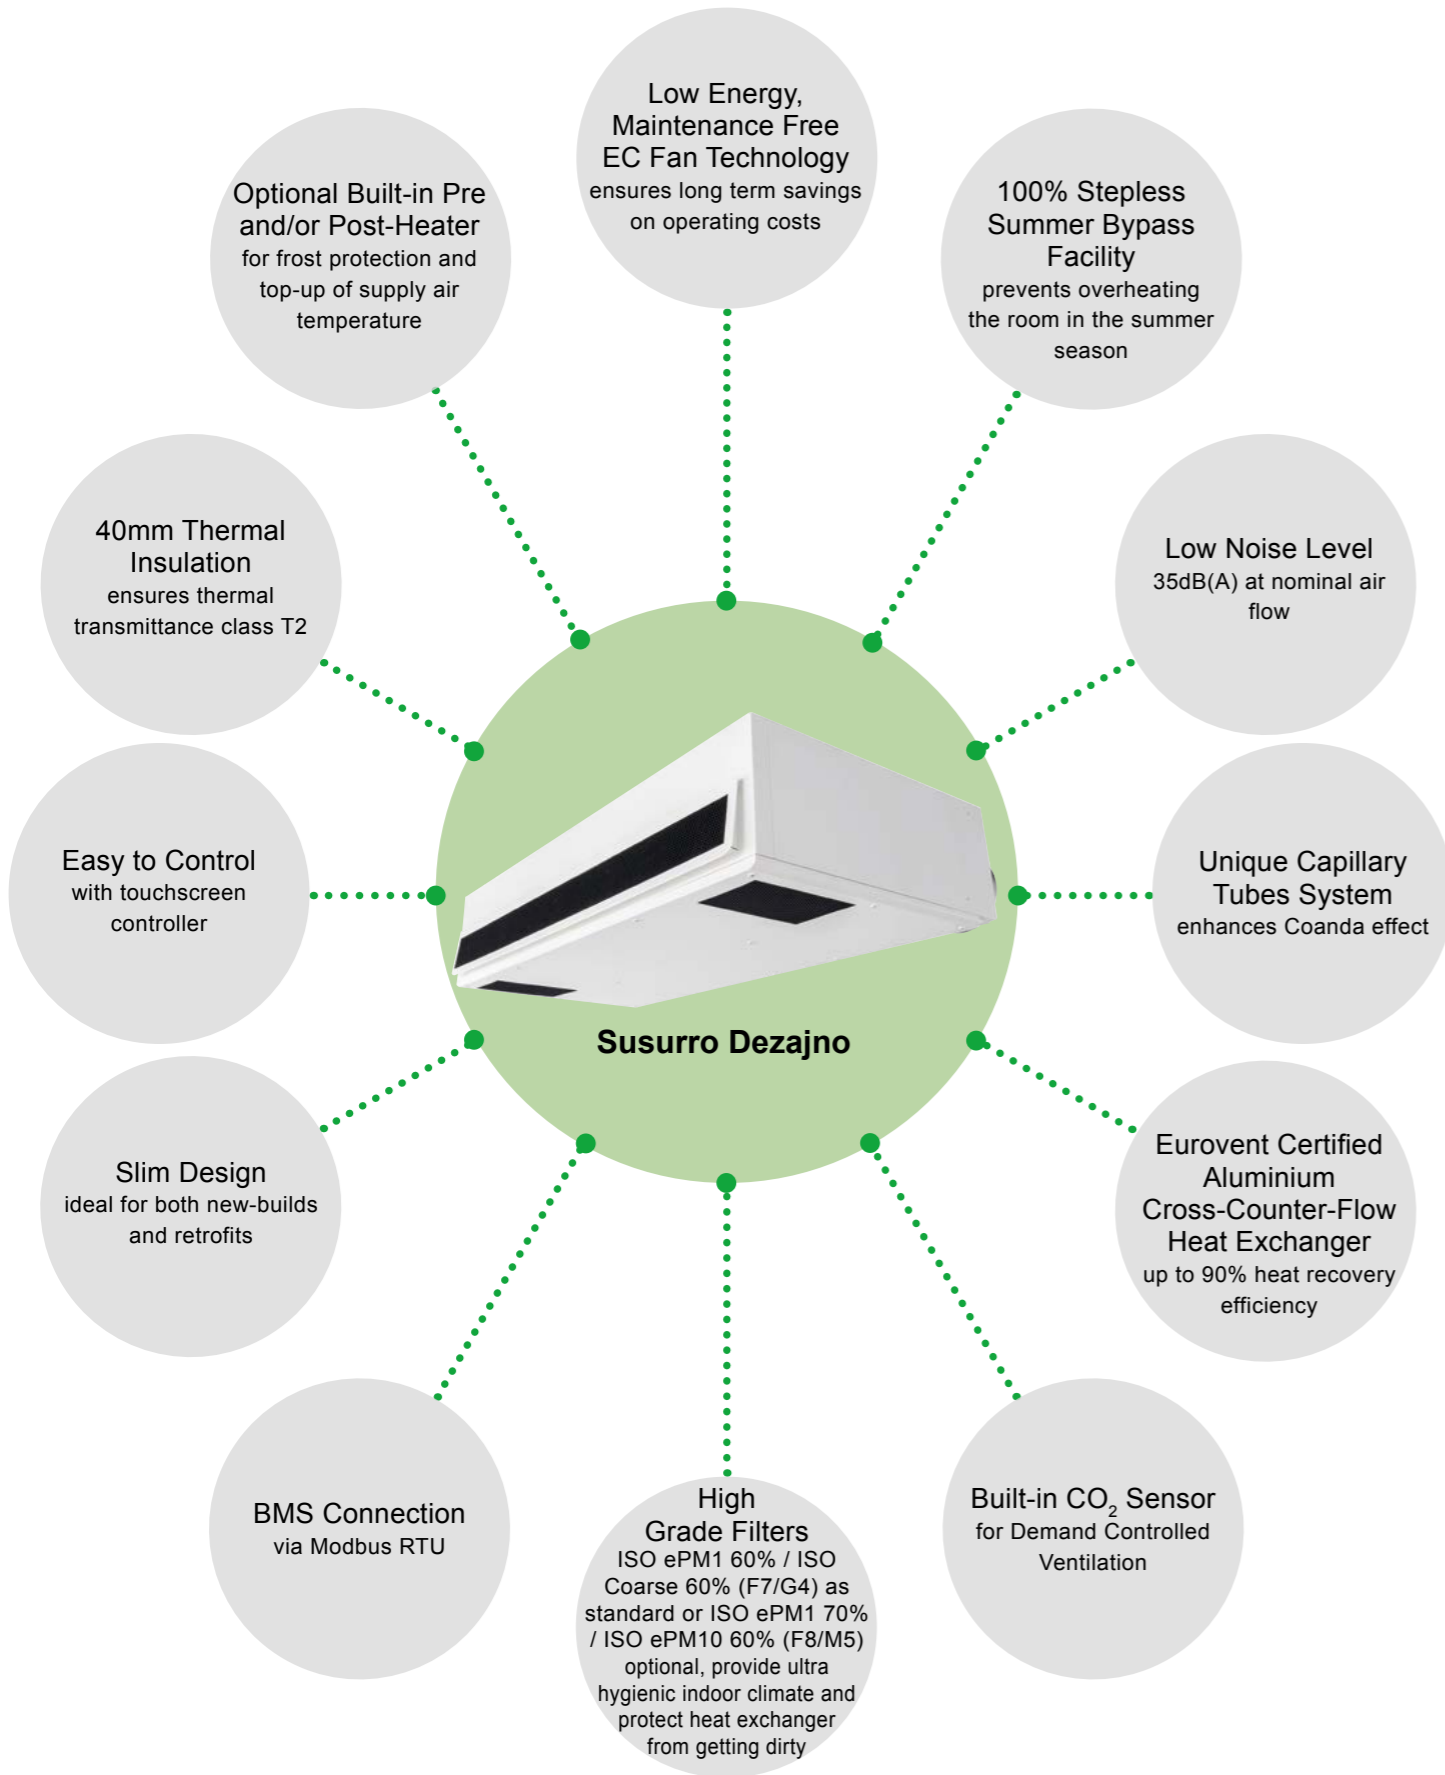 Low Energy,
Maintenance Free
EC Fan Technology
ensures long term savings
on operating costs
Optional Built-in Pre
and/or Post-Heater
for frost protection and
top-up of supply air
temperature
100% Stepless
Summer Bypass
Facility
prevents overheating
the room in the summer
season
40mm Thermal
Insulation
ensures thermal
transmittance class T2
Low Noise Level
35dB(A) at nominal air
flow
Easy to Control
with touchscreen
controller
Unique Capillary
Tubes System
enhances Coanda effect
Susurro Dezajno
Slim Design
ideal for both new-builds
and retrofits
Eurovent Certified
Aluminium
Cross-Counter-Flow
Heat Exchanger
up to 90% heat recovery
efficiency
BMS Connection
via Modbus RTU
High
Grade Filters
ISO ePM1 60% / ISO
Coarse 60% (F7/G4) as
standard or ISO ePM1 70%
/ ISO ePM10 60% (F8/M5)
optional, provide ultra
hygienic indoor climate and
protect heat exchanger
from getting dirty
Built-in CO₂ Sensor
for Demand Controlled
Ventilation